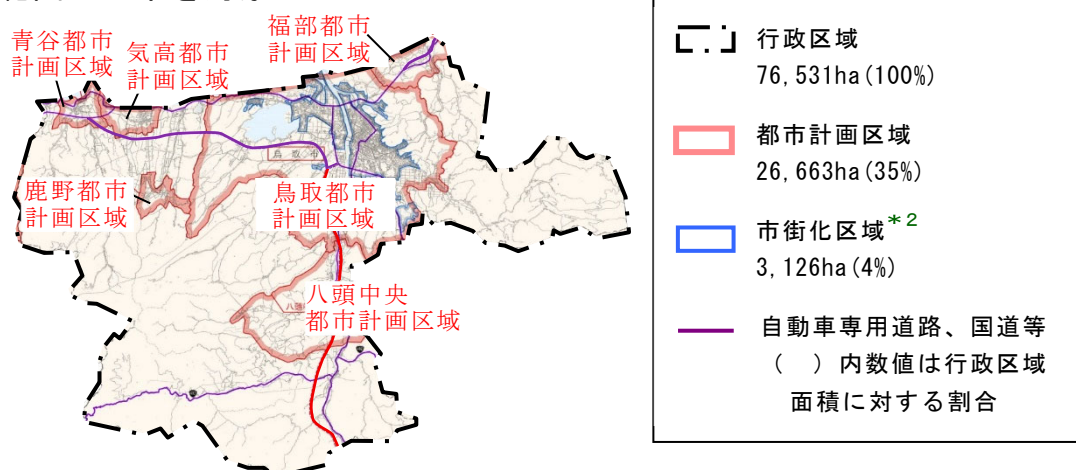 福部都市
計画区域
青谷都市
計画区域
気高都市
計画区域
鳥取市
鹿野都市
計画区域
鳥取都市
計画区域
八頭中央
都市計画区域
行政区域
76,531ha(100%)
都市計画区域
26,663ha(35%)
市街化区域*2
3,126ha(4%)
自動車専用道路、国道等
（　）内数値は行政区域
面積に対する割合